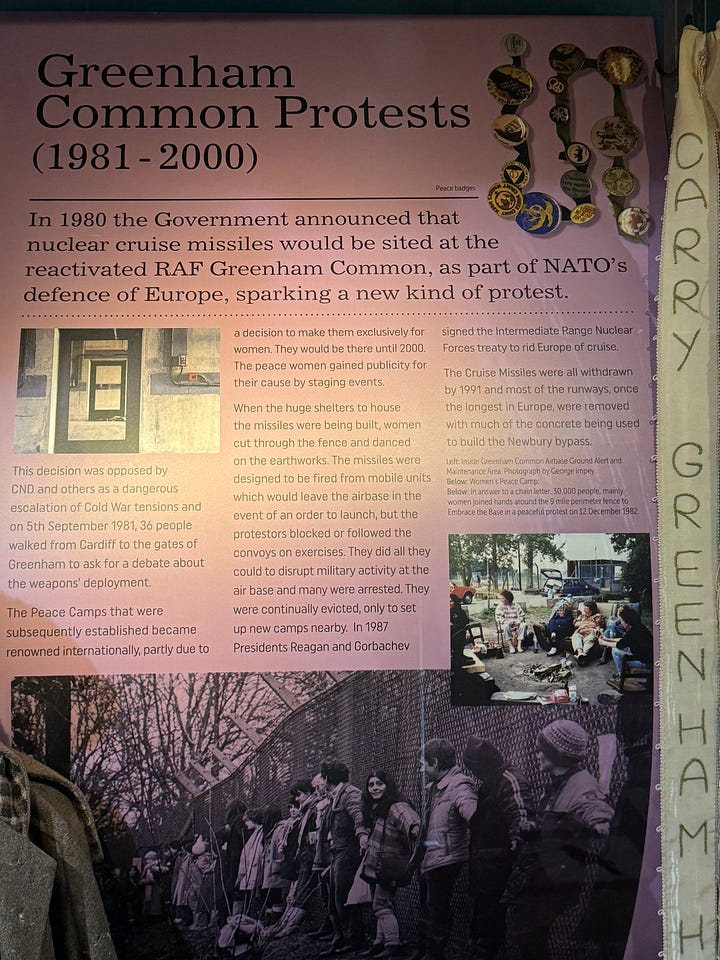 Greenham
Common Protests
(1981 - 2000)
Peace badges
In 1980 the Government announced that
nuclear cruise missiles would be sited at the
reactivated RAF Greenham Common, as part of NATO's
defence of Europe, sparking a new kind of protest.
This decision was opposed by
CND and others as a dangerous
escalation of Cold War tensions and
on 5th September 1981, 36 people
walked from Cardiff to the gates of
Greenham to ask for a debate about
the weapons' deployment.
The Peace Camps that were
subsequently established became
renowned internationally, partly due to
a decision to make them exclusively for
women. They would be there until 2000.
The peace women gained publicity for
their cause by staging events.
When the huge shelters to house
the missiles were being built, women
cut through the fence and danced
on the earthworks. The missiles were
designed to be fired from mobile units
which would leave the airbase in the
event of an order to launch, but the
protestors blocked or followed the
convoys on exercises. They did all they
could to disrupt military activity at the
air base and many were arrested. They
were continually evicted, only to set
up new camps nearby. In 1987
Presidents Reagan and Gorbachev
signed the Intermediate Range Nuclear
Forces treaty to rid Europe of cruise.
The Cruise Missiles were all withdrawn
by 1991 and most of the runways, once
the longest in Europe, were removed
with much of the concrete being used
to build the Newbury bypass.
Left: Inside Greenham Common Airbase Ground Alert and
Maintenance Area. Photograph by George Impey.
Below: Women's Peace Camp.
Below: In answer to a chain letter, 30,000 people, mainly
women joined hands around the 9 mile perimeter fence to
Embrace the Base in a peaceful protest on 12 December 1982.
CARRY GREENHAM H